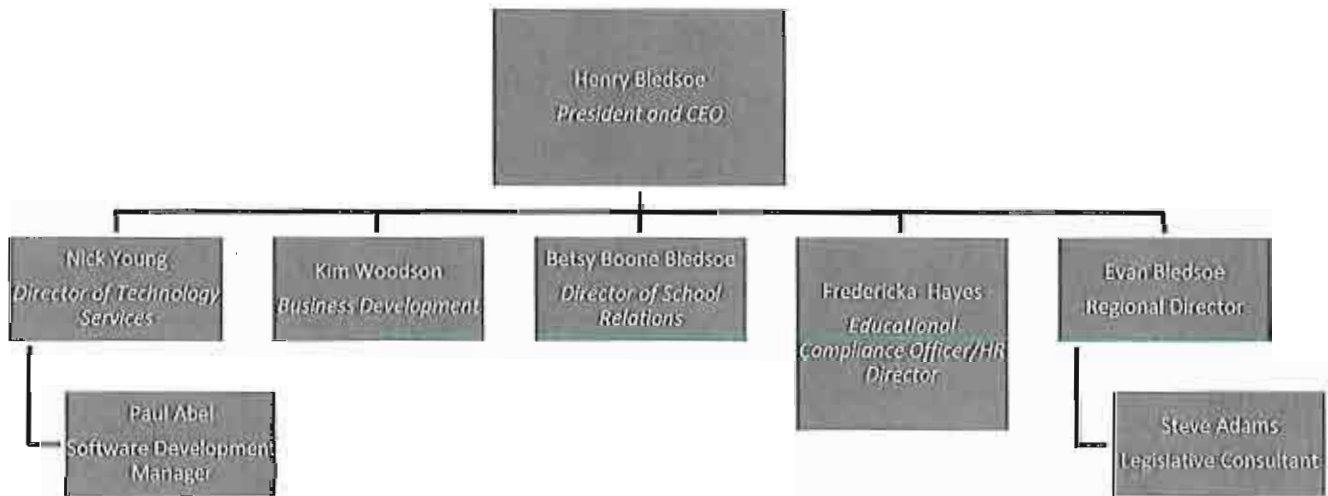 Henry Bledsoe
President and CEO
Nick Young
Director of Technology
Services
Kim Woodson
Business Development
Betsy Boone Bledsoe
Director of School
Relations
Fredericka Hayes
Educational
Compliance Officer/HR
Director
Evan Bledsoe
Regional Director
Paul Abel
Software Development
Manager
Steve Adams
Legislative Consultant